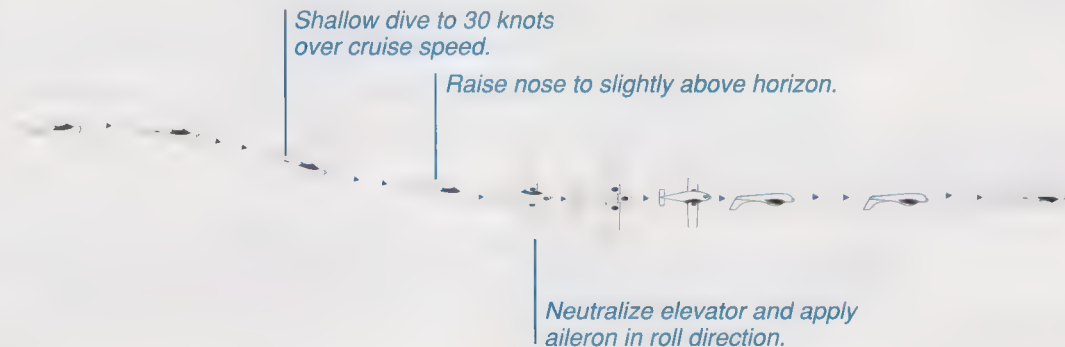 Shallow dive to 30 knots
over cruise speed.
Raise nose to slightly above horizon.
Neutralize elevator and apply
aileron in roll direction.